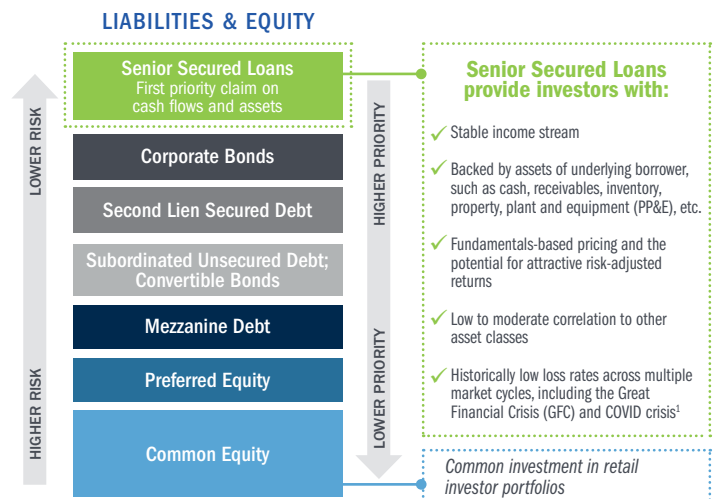 LIABILITIES & EQUITY
LOWER RISK
HIGHER RISK
Senior Secured Loans
First priority claim on
cash flows and assets
Corporate Bonds
Second Lien Secured Debt
Subordinated Unsecured Debt;
Convertible Bonds
Mezzanine Debt
Preferred Equity
Common Equity
HIGHER PRIORITY
LOWER PRIORITY
Senior Secured Loans
provide investors with:
Stable income stream
Backed by assets of underlying borrower,
such as cash, receivables, inventory,
property, plant and equipment (PP&E), etc.
Fundamentals-based pricing and the
potential for attractive risk-adjusted
returns
Low to moderate correlation to other
asset classes
Historically low loss rates across multiple
market cycles, including the Great
Financial Crisis (GFC) and COVID crisis¹
Common investment in retail
investor portfolios